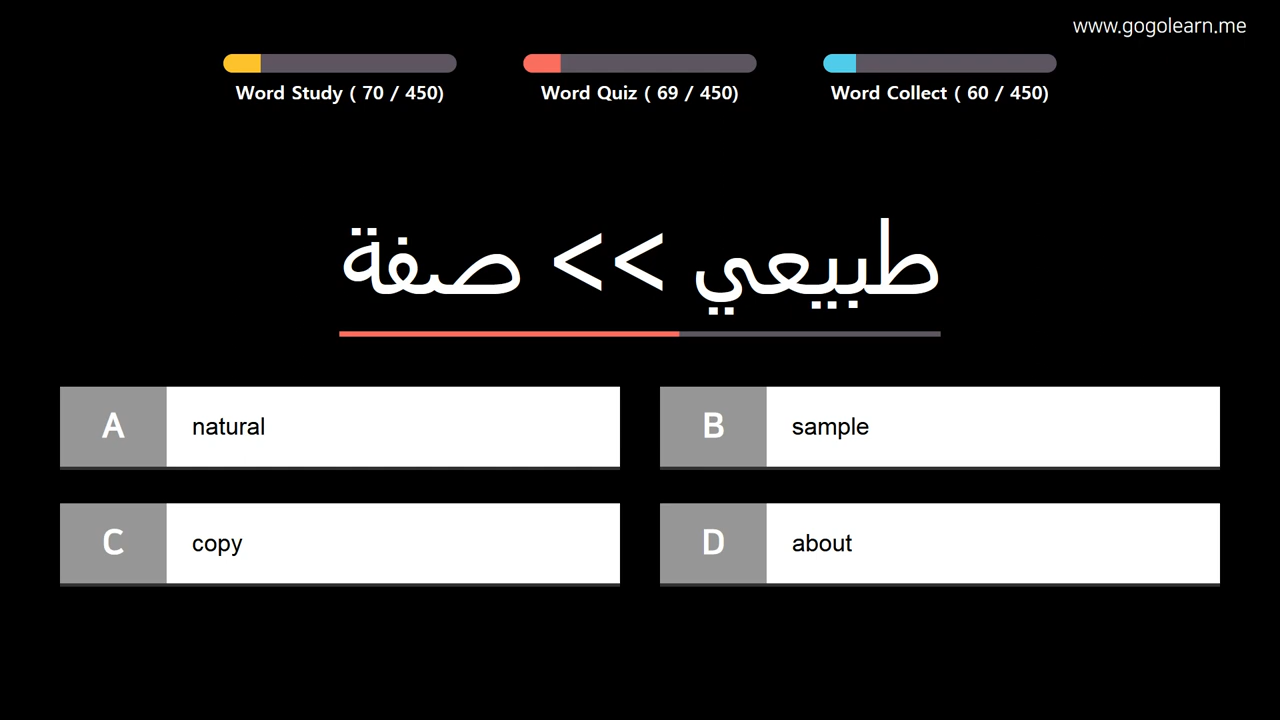 www.gogolearn.me
Word Study ( 70 / 450)
Word Quiz ( 69 / 450)
Word Collect ( 60 / 450)
طبيعي >> صفة
A natural
B sample
C copy
D about